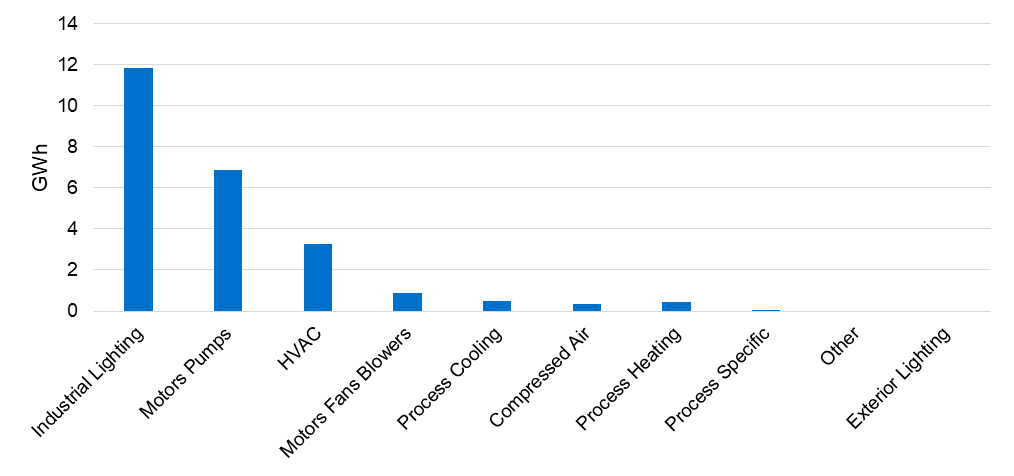 14
12
10
8
6
4
2
0
GWh
Industrial Lighting
Motors Pumps
HVAC
Motors Fans Blowers
Process Cooling
Compressed Air
Process Heating
Process Specific
Other
Exterior Lighting